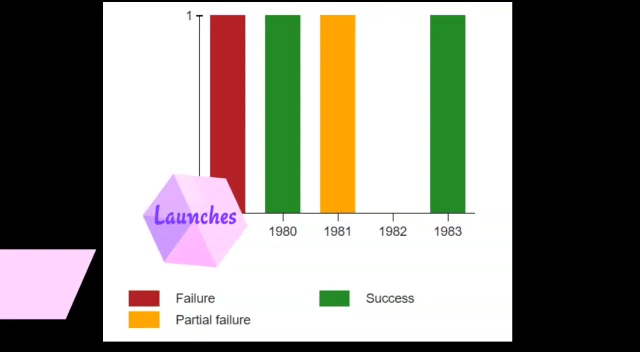 1
Launches
1980 1981 1982 1983
Failure Success
Partial failure